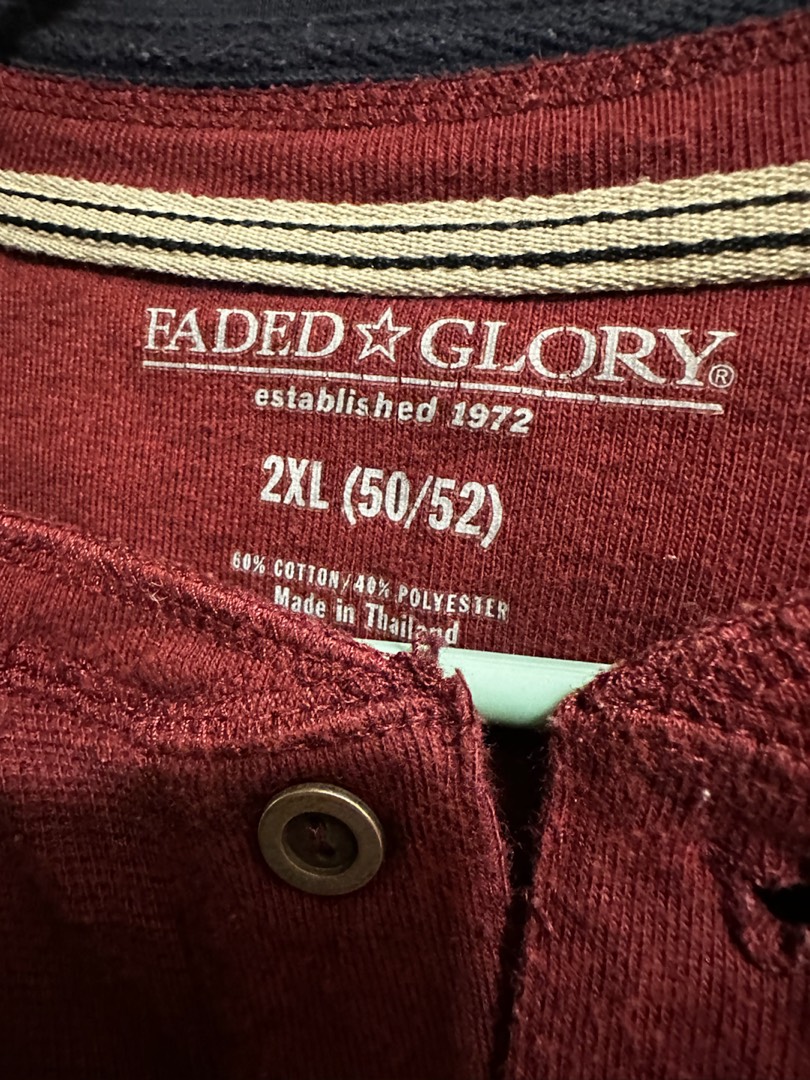 FADED ☆ GLORY®
established 1972
2XL (50/52)
60% COTTON/40% POLYESTER
Made in Thailand